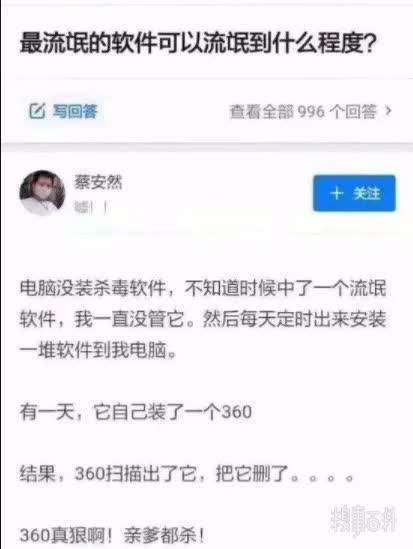 最流氓的软件可以流氓到什么程度?
写回答
查看全部 996 个回答 >
蔡安然
嘘！！
+ 关注
电脑没装杀毒软件，不知道时候中了一个流氓
软件，我一直没管它。然后每天定时出来安装
一堆软件到我电脑。
有一天，它自己装了一个360
结果，360扫描出了它，把它删了。。。。
360真狠啊！亲爹都杀！